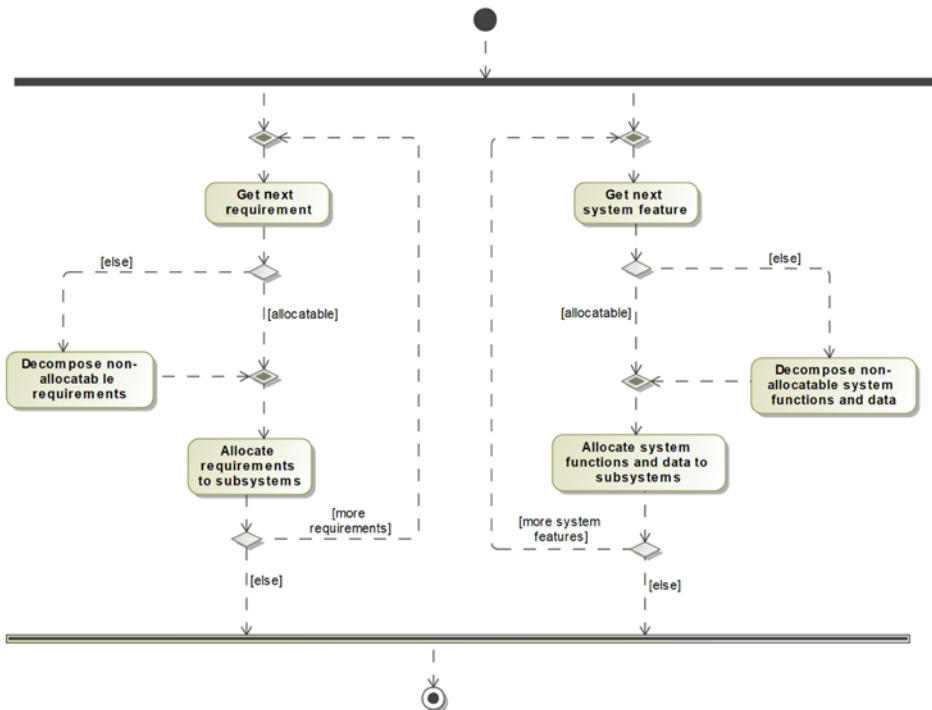 Get next
requirement
Get next
system feature
[else]
[else]
[allocatable]
[allocatable]
Decompose non-
allocatable
requirements
Decompose non-
allocatable system
functions and data
Allocate
requirements
to subsystems
Allocate system
functions and data to
subsystems
[more
requirements]
[more system
features]
[else]
[else]